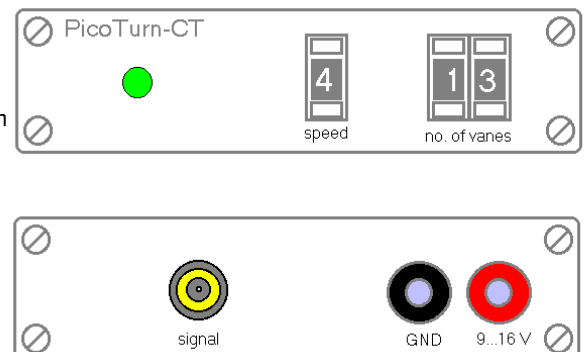 PicoTurn-CT
4 1 3
n
speed no. of vanes
signal GND 9...16 V